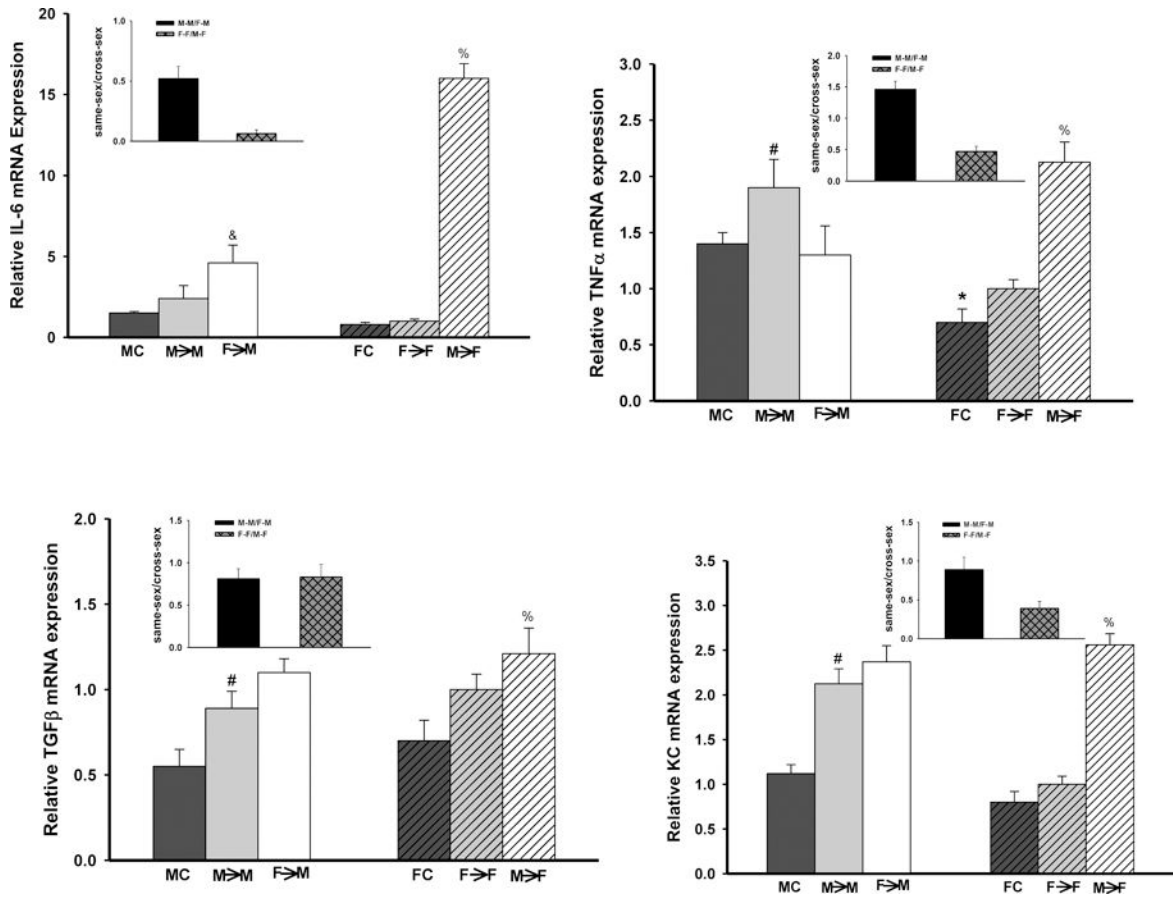 Relative IL-6 mRNA Expression
20
15
10
5
0
same-sex/cross-sex
1.0
0.5
0.0
M-M/F-M
F-F/M-F
&
%
MC
M→M
F→M
FC
F→F
M→F
Relative TNFα mRNA expression
3.0
2.5
2.0
1.5
1.0
0.5
0.0
same-sex/cross-sex
2.0
1.5
1.0
0.5
0.0
M-M/F-M
F-F/M-F
#
*
%
MC
M→M
F→M
FC
F→F
M→F
Relative TGFβ mRNA expression
2.0
1.5
1.0
0.5
0.0
same-sex/cross-sex
1.5
1.0
0.5
0.0
M-M/F-M
F-F/M-F
#
%
MC
M→M
F→M
FC
F→F
M→F
Relative KC mRNA expression
3.5
3.0
2.5
2.0
1.5
1.0
0.5
0.0
same-sex/cross-sex
1.5
1.0
0.5
0.0
M-M/F-M
F-F/M-F
#
%
MC
M→M
F→M
FC
F→F
M→F